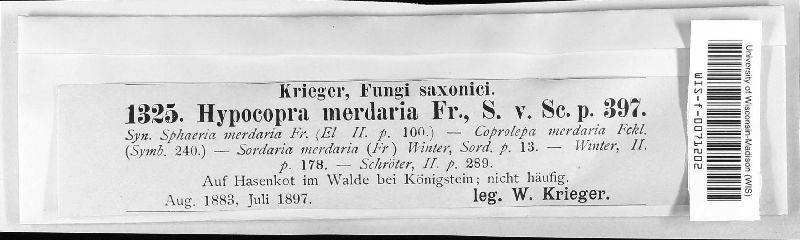 Krieger, Fungi saxonici.
1325. Hypocopra merdaria Fr., S. v. Sc. p. 397.
Syn. Sphaeria merdaria Fr. (El II. p. 100.) — Coprolepa merdaria Fckl.
(Symb. 240.) — Sordaria merdaria (Fr) Winter, Sord. p. 13. — Winter, II.
p. 178. — Schröter, II. p. 289.
Auf Hasenkot im Walde bei Königstein; nicht häufig.
Aug. 1883, Juli 1897. leg. W. Krieger.
University of Wisconsin-Madison (WIS)
WIS-f-0071202